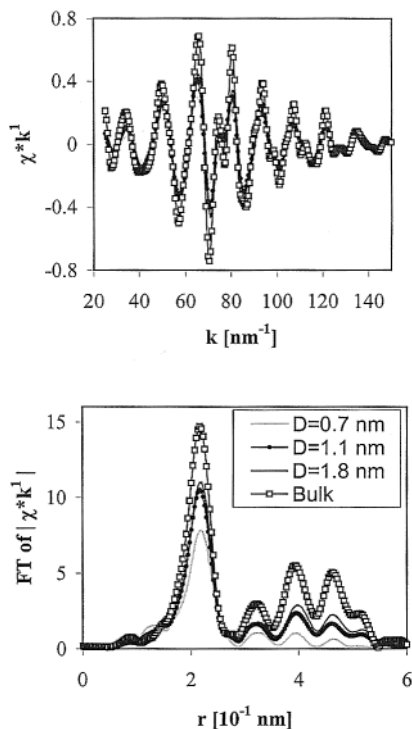 0.8
0.4
0
-0.4
-0.8
χ*k¹
20 40 60 80 100 120 140
k [nm⁻¹]
15
10
5
0
FT of |χ*k¹|
D=0.7 nm
D=1.1 nm
D=1.8 nm
Bulk
0 2 4 6
r [10⁻¹ nm]